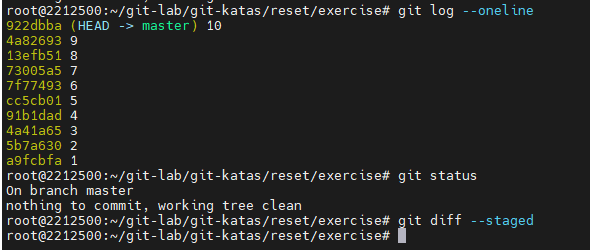 root@2212500:~/git-lab/git-katas/reset/exercise# git log --oneline
922dbba (HEAD -> master) 10
4a82693 9
13efb51 8
73005a5 7
7f77493 6
cc5cb01 5
91b1dad 4
4a41a65 3
5b7a630 2
a9fcbfa 1
root@2212500:~/git-lab/git-katas/reset/exercise# git status
On branch master
nothing to commit, working tree clean
root@2212500:~/git-lab/git-katas/reset/exercise# git diff --staged
root@2212500:~/git-lab/git-katas/reset/exercise#